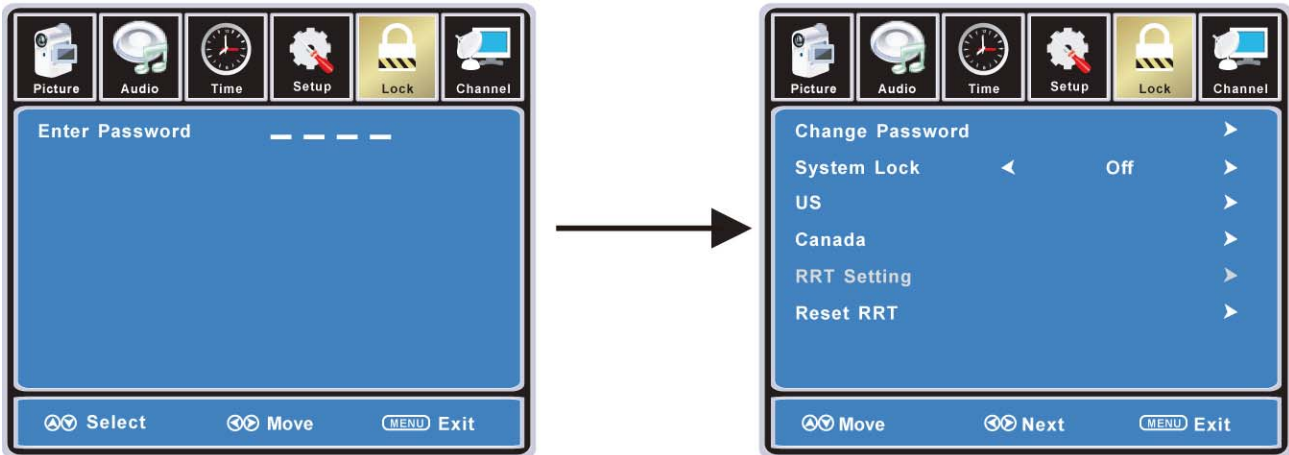 Picture Audio Time Setup Lock Channel
Enter Password _ _ _ _
Select Move MENU Exit
Picture Audio Time Setup Lock Channel
Change Password
System Lock Off
US
Canada
RRT Setting
Reset RRT
Move Next MENU Exit